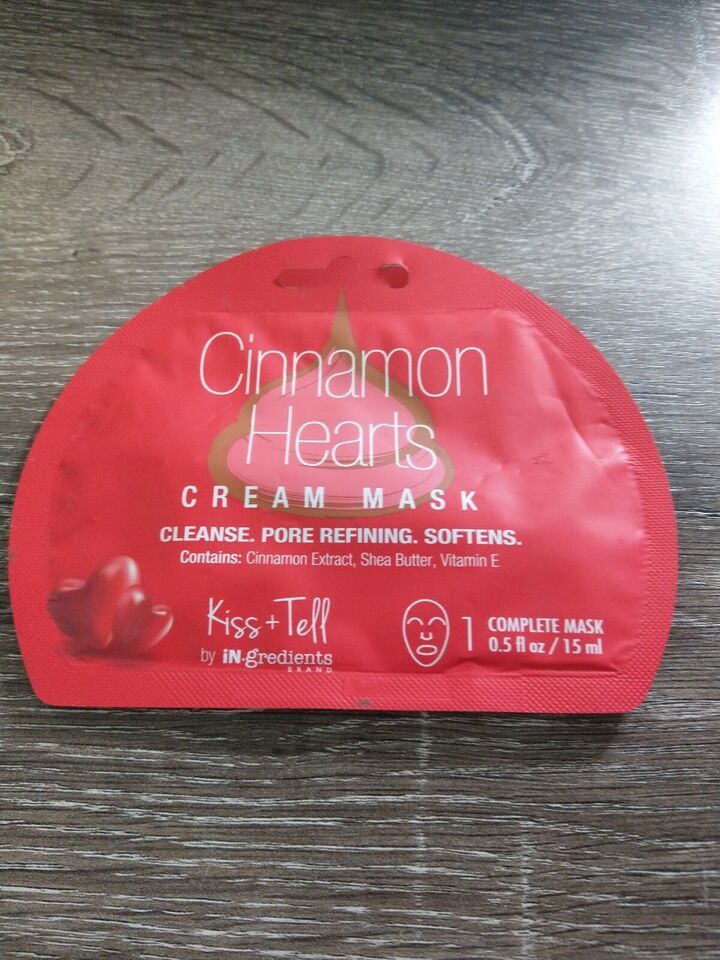 Cinnamon
Hearts
CREAM MASK
CLEANSE. PORE REFINING. SOFTENS.
Contains: Cinnamon Extract, Shea Butter, Vitamin E
Kiss + Tell
by iN.gredients
BRAND
1 COMPLETE MASK
0.5 fl oz / 15 ml